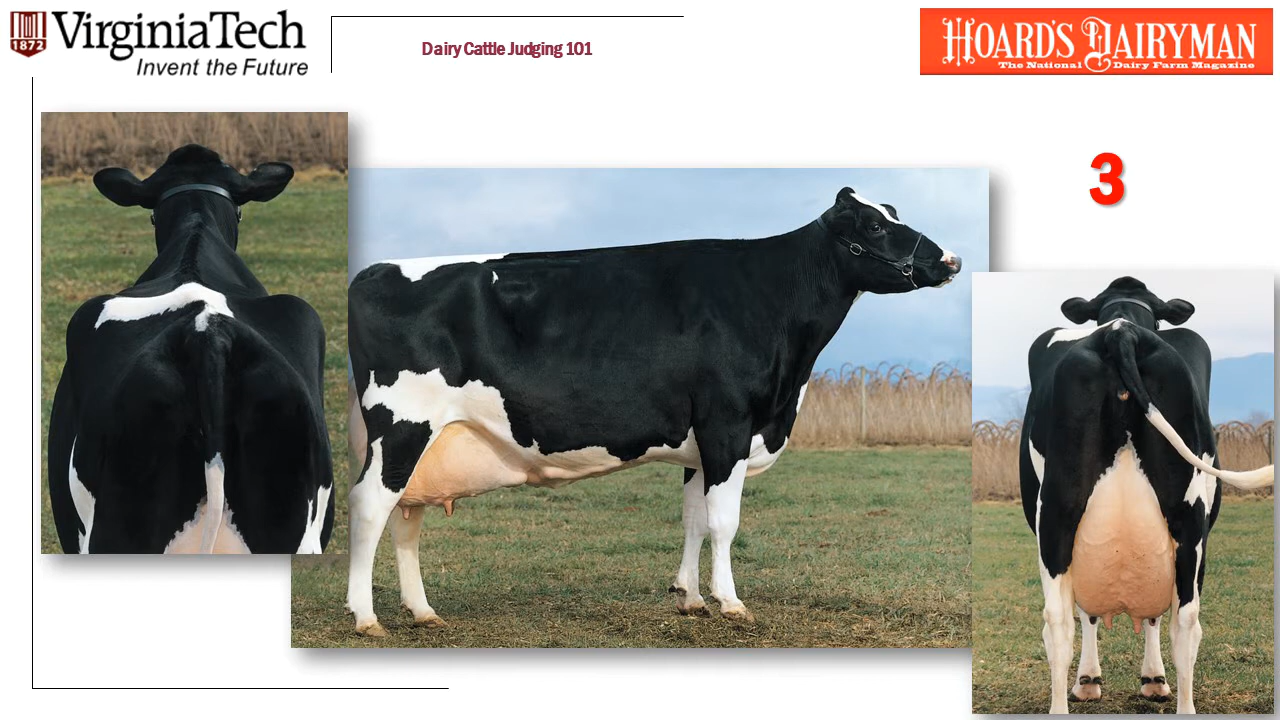 1872
VirginiaTech
Invent the Future
Dairy Cattle Judging 101
HOARD'S DAIRYMAN
The National Dairy Farm Magazine
3